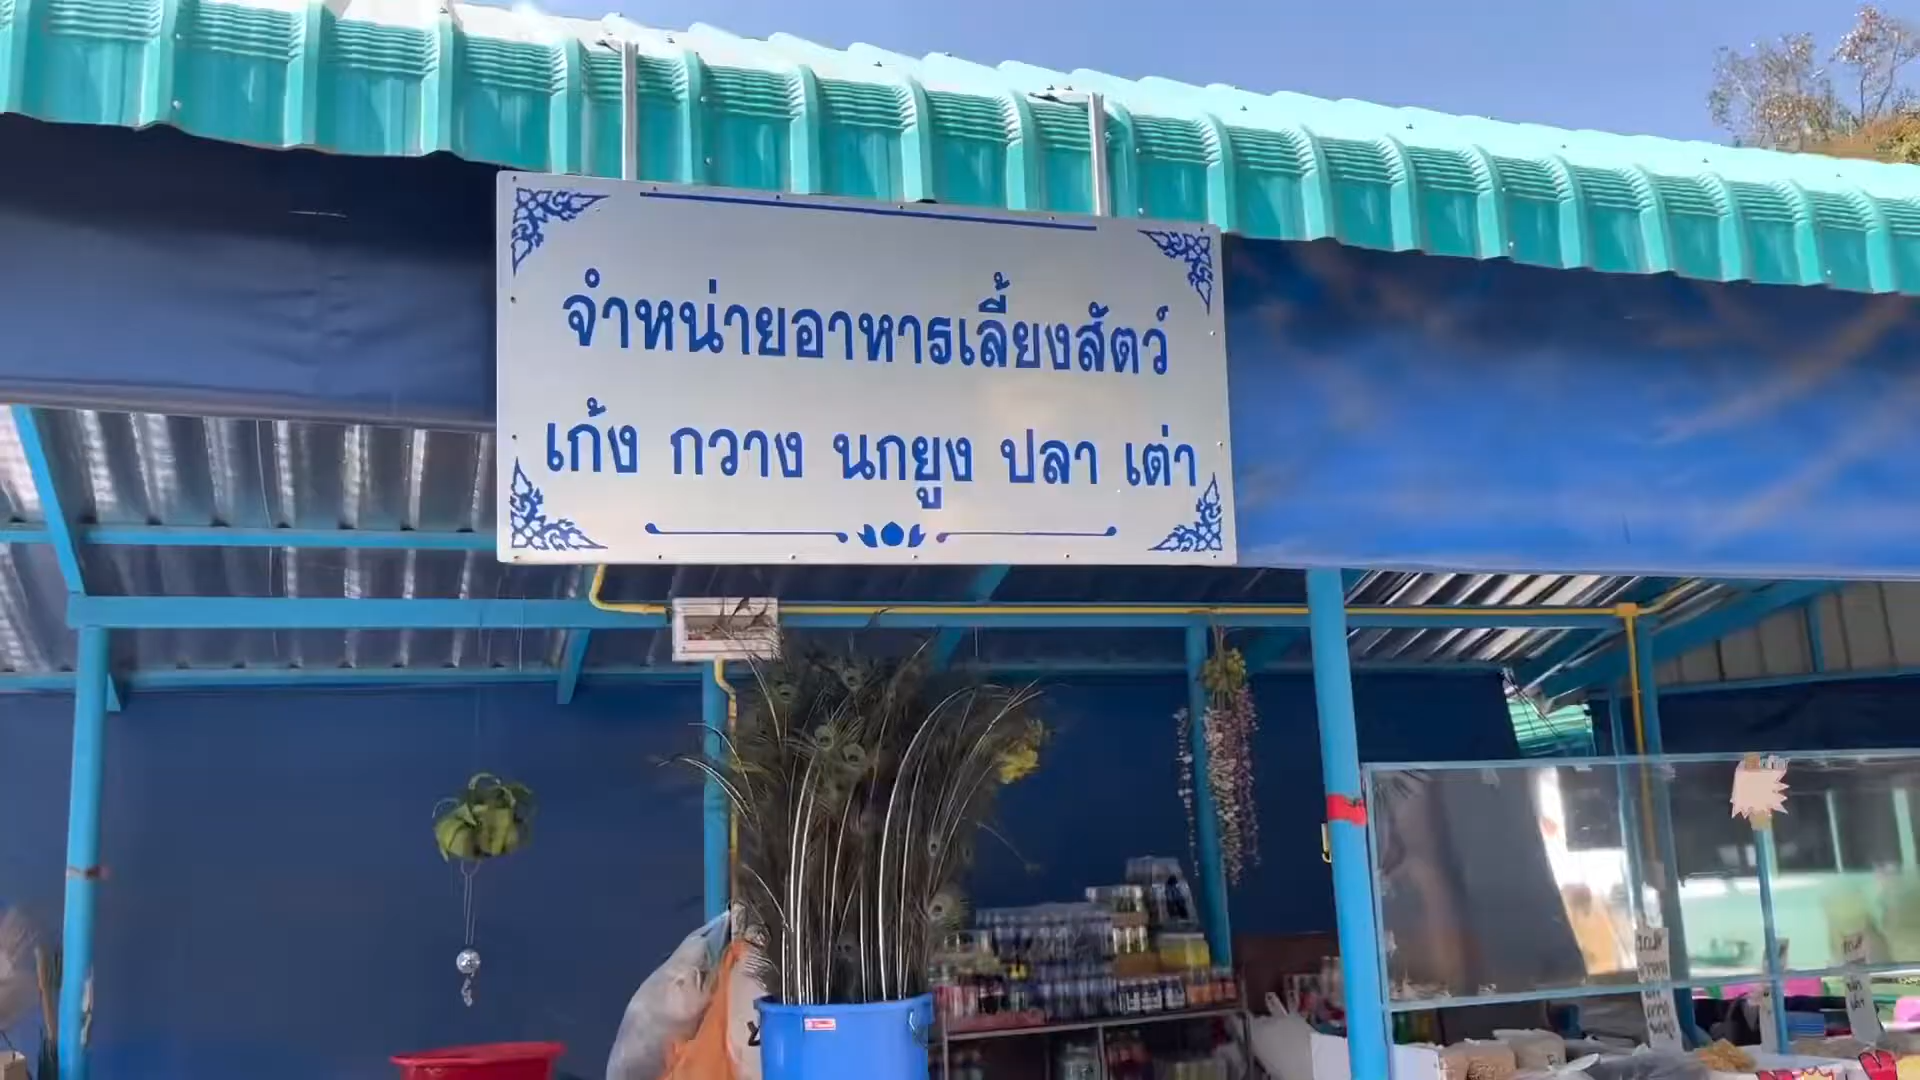 จำหน่ายอาหารเลี้ยงสัตว์
เก้ง กวาง นกยูง ปลา เต่า